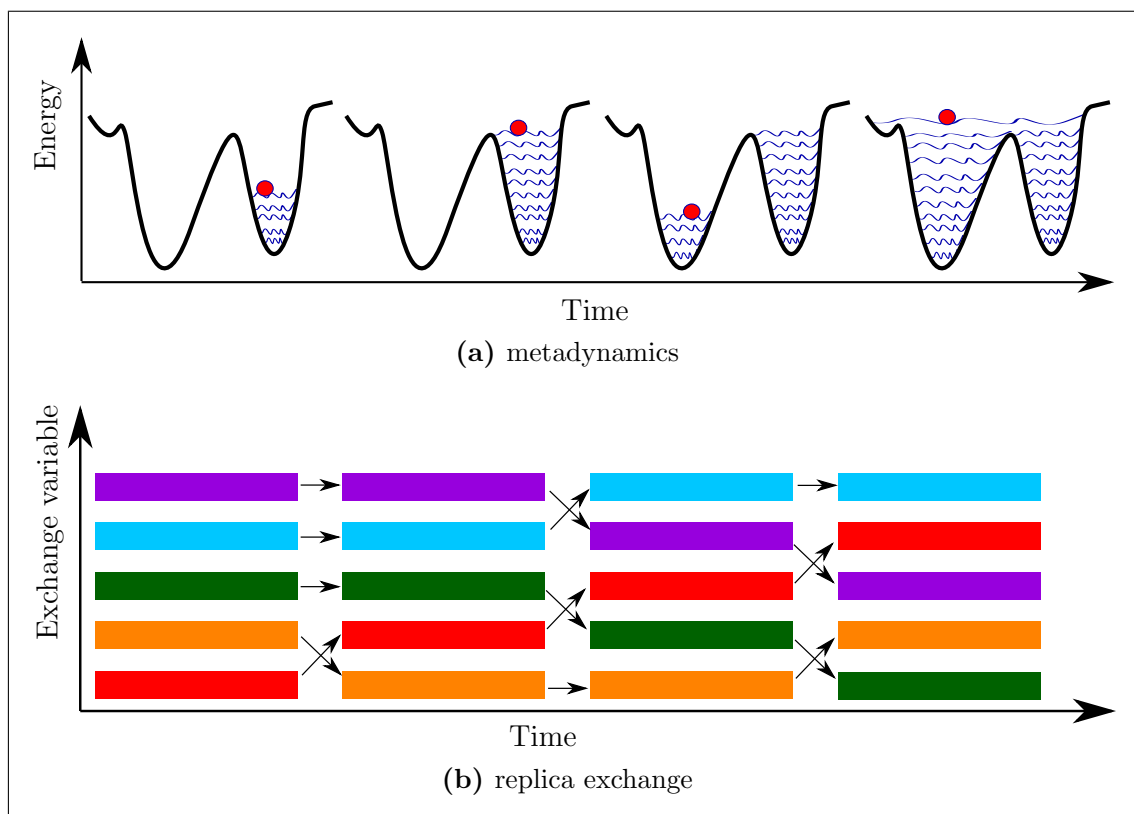 Energy
Time
(a) metadynamics
Exchange variable
Time
(b) replica exchange